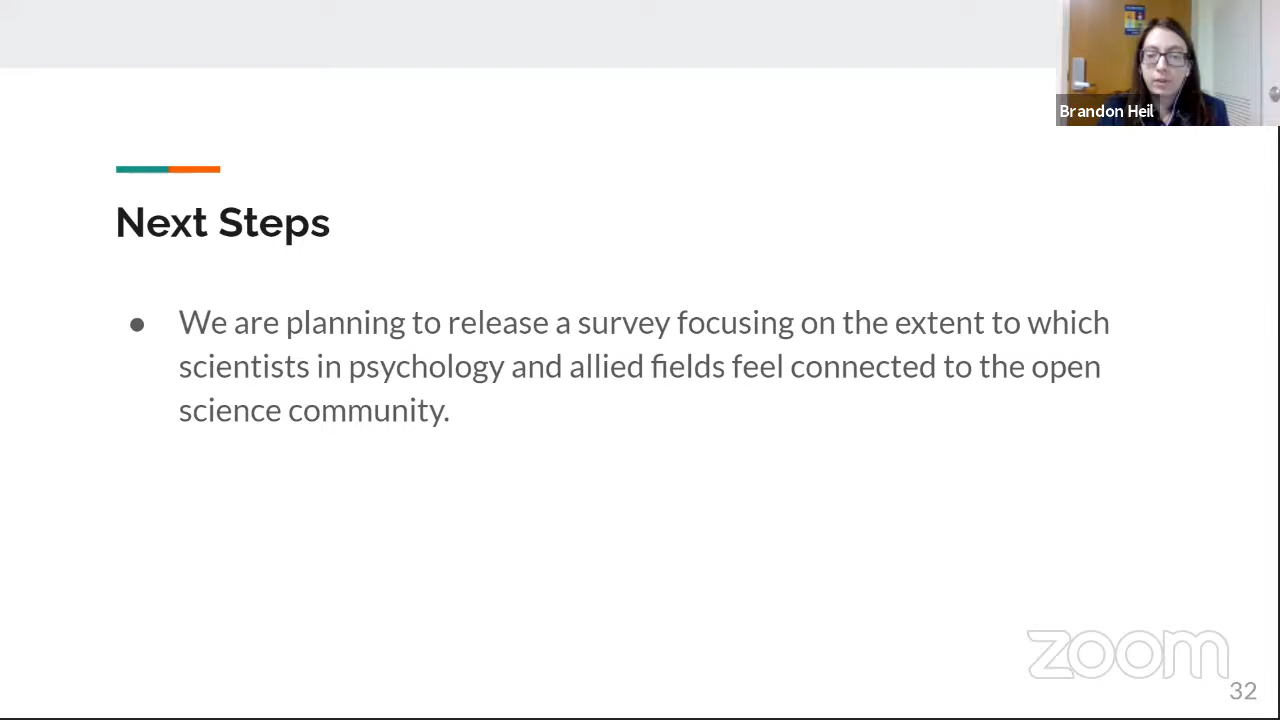 Brandon Heil
Next Steps
● We are planning to release a survey focusing on the extent to which
scientists in psychology and allied fields feel connected to the open
science community.
zoom
32